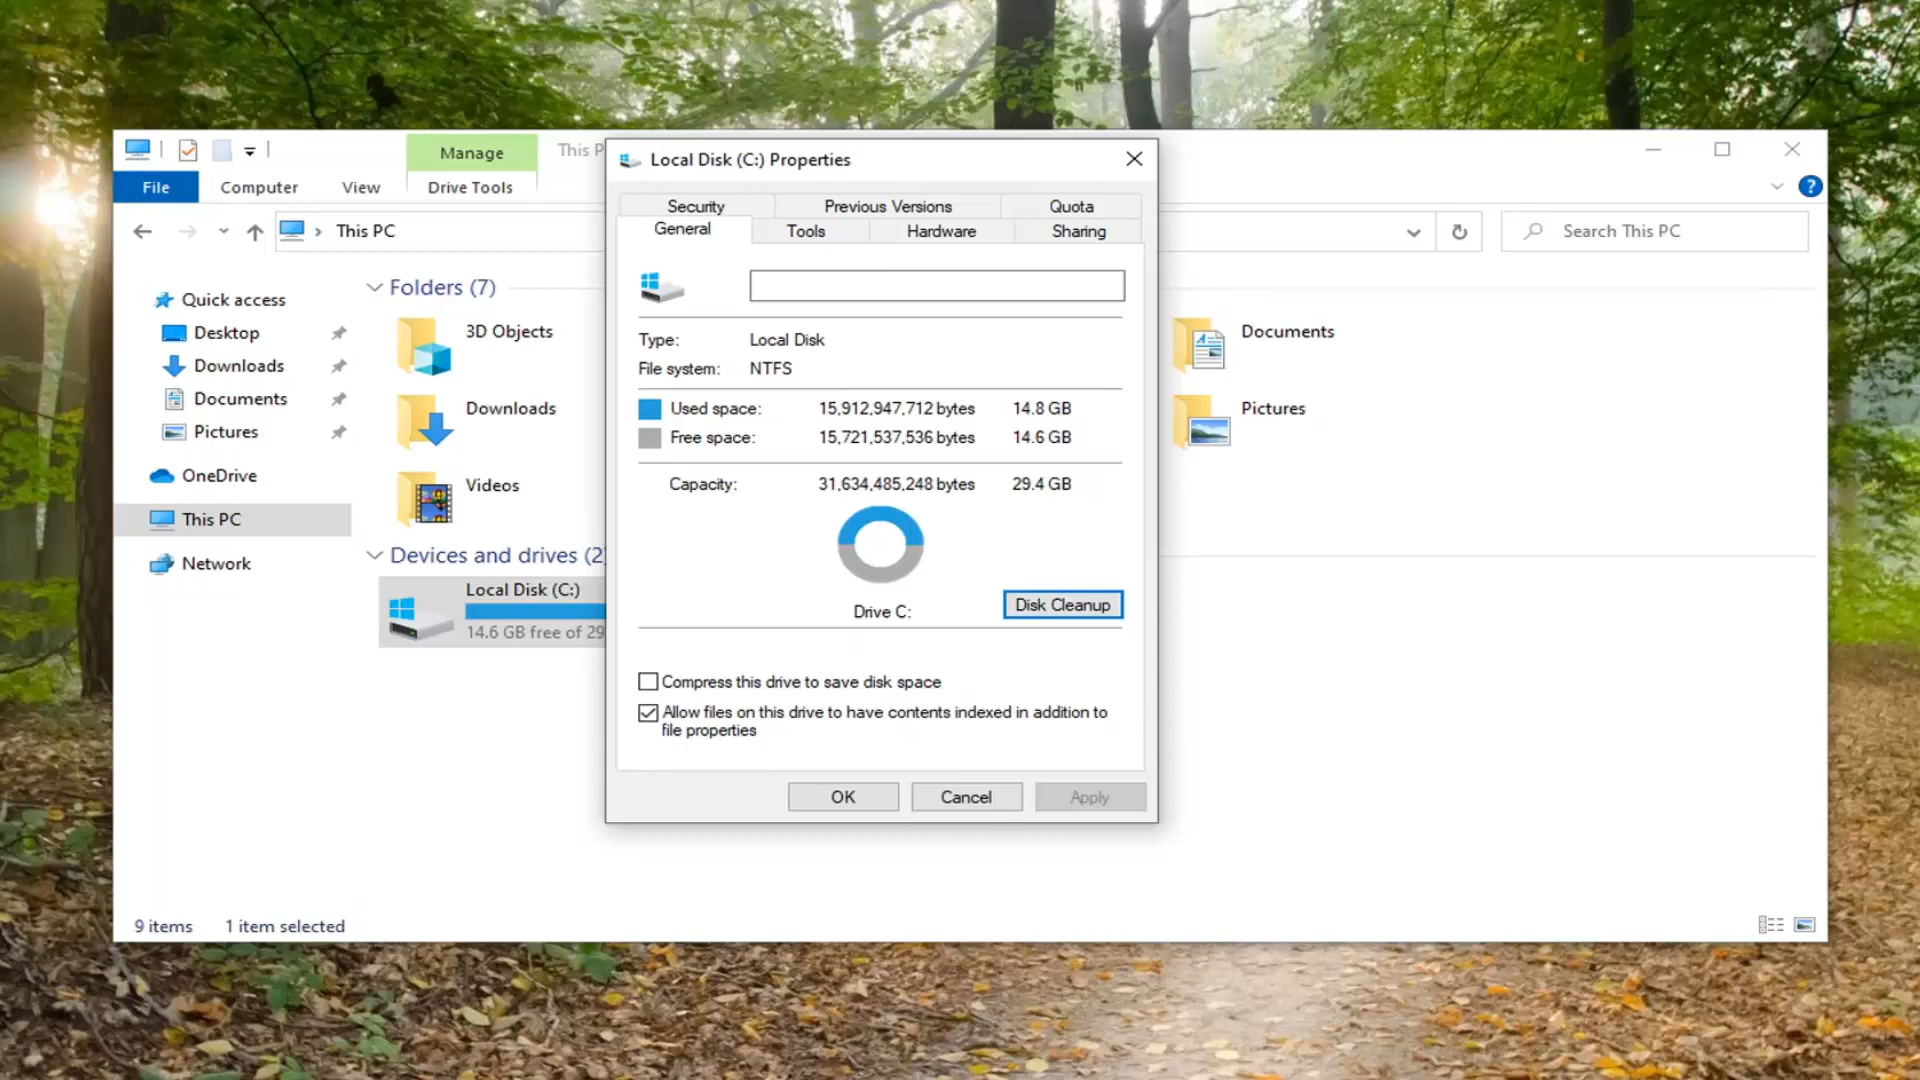 Manage
This P
File
Computer
View
Drive Tools
This PC
Search This PC
Quick access
Desktop
Downloads
Documents
Pictures
OneDrive
This PC
Network
Folders (7)
3D Objects
Downloads
Videos
Documents
Pictures
Devices and drives (2)
Local Disk (C:)
14.6 GB free of 29
9 items
1 item selected
Local Disk (C:) Properties
Security
Previous Versions
Quota
General
Tools
Hardware
Sharing
Type: Local Disk
File system: NTFS
Used space: 15,912,947,712 bytes 14.8 GB
Free space: 15,721,537,536 bytes 14.6 GB
Capacity: 31,634,485,248 bytes 29.4 GB
Drive C:
Disk Cleanup
Compress this drive to save disk space
Allow files on this drive to have contents indexed in addition to
file properties
OK
Cancel
Apply